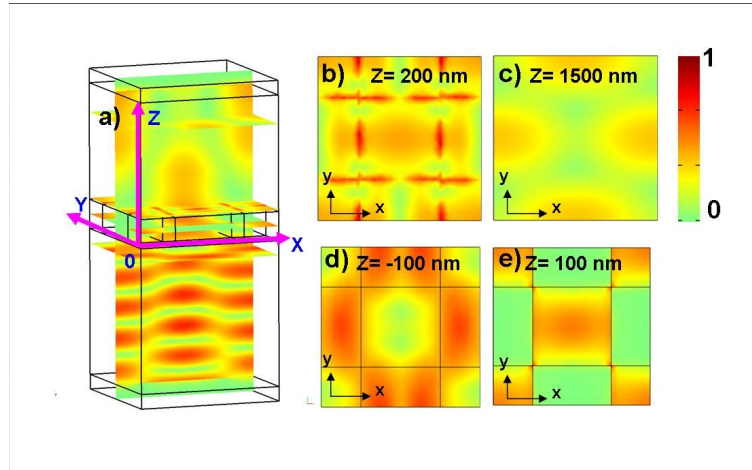 a)
Z
Y
X
0
b) Z= 200 nm
y
x
c) Z= 1500 nm
y
x
1
0
d) Z= -100 nm
y
x
e) Z= 100 nm
y
x